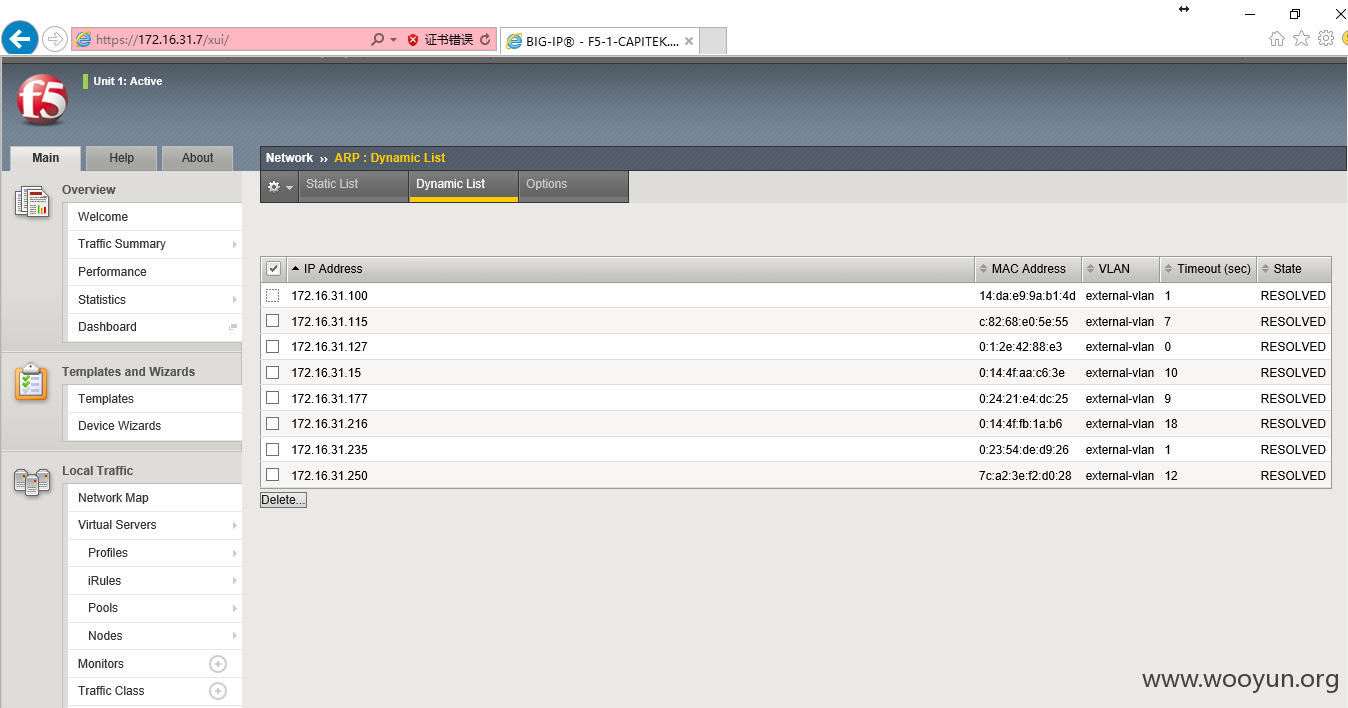 https://172.16.31.7/xui/
证书错误
BIG-IP® - F5-1-CAPITEK....
f5
Unit 1: Active
Main
Help
About
Network ›› ARP : Dynamic List
Static List
Dynamic List
Options
Overview
Welcome
Traffic Summary
Performance
Statistics
Dashboard
Templates and Wizards
Templates
Device Wizards
Local Traffic
Network Map
Virtual Servers
Profiles
iRules
Pools
Nodes
Monitors
Traffic Class
IP Address MAC Address VLAN Timeout (sec) State
172.16.31.100 14:da:e9:9a:b1:4d external-vlan 1 RESOLVED
172.16.31.115 c:82:68:e0:5e:55 external-vlan 7 RESOLVED
172.16.31.127 0:1:2e:42:88:e3 external-vlan 0 RESOLVED
172.16.31.15 0:14:4f:aa:c6:3e external-vlan 10 RESOLVED
172.16.31.177 0:24:21:e4:dc:25 external-vlan 9 RESOLVED
172.16.31.216 0:14:4f:fb:1a:b6 external-vlan 18 RESOLVED
172.16.31.235 0:23:54:de:d9:26 external-vlan 1 RESOLVED
172.16.31.250 7c:a2:3e:f2:d0:28 external-vlan 12 RESOLVED
Delete...
www.wooyun.org